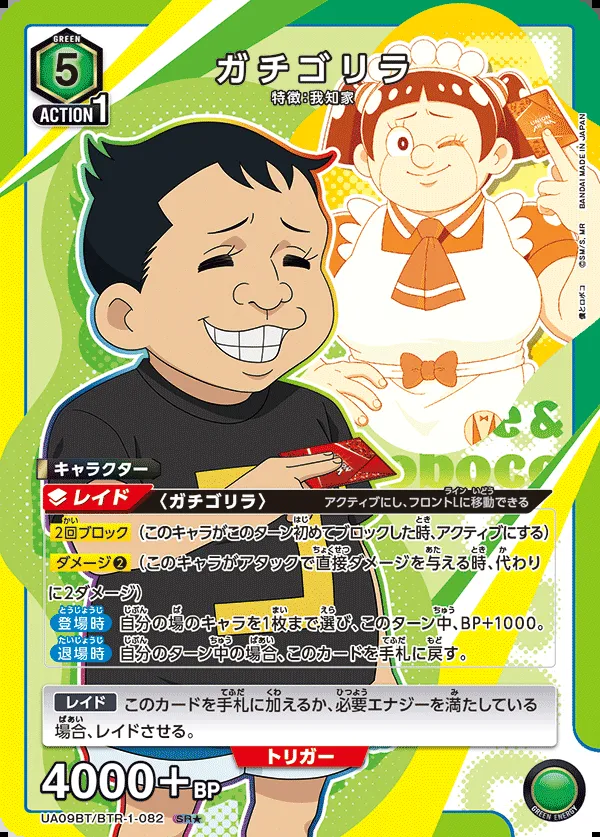 GREEN
5
ACTION 1
ガチゴリラ
特徴:我知家
BANDAI MADE IN JAPAN
©SM/S, MR
僕とロボコ
UNION ARENA
e &
oboco
キャラクター
レイド 〈ガチゴリラ〉 アクティブにし、フロントLに移動できる
2回ブロック (このキャラがこのターン初めてブロックした時、アクティブにする)
ダメージ❷ (このキャラがアタックで直接ダメージを与える時、代わり
に2ダメージ)
登場時 自分の場のキャラを1枚まで選び、このターン中、BP+1000。
退場時 自分のターン中の場合、このカードを手札に戻す。
レイド このカードを手札に加えるか、必要エナジーを満たしている
場合、レイドさせる。
トリガー
4000+BP
UA09BT/BTR-1-082 SR★
GREEN ENERGY